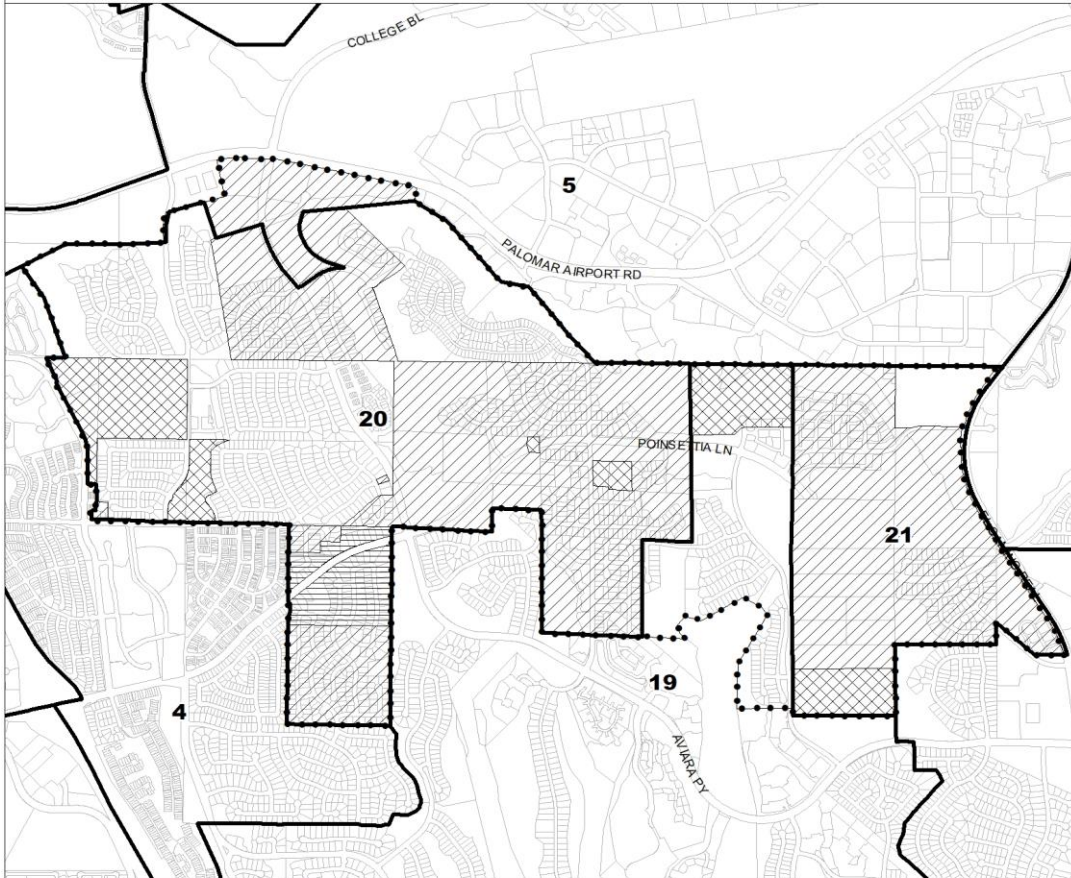 COLLEGE BL
5
PALOMAR AIRPORT RD
20
POINSETTIA LN
21
19
4
AVIARA PY